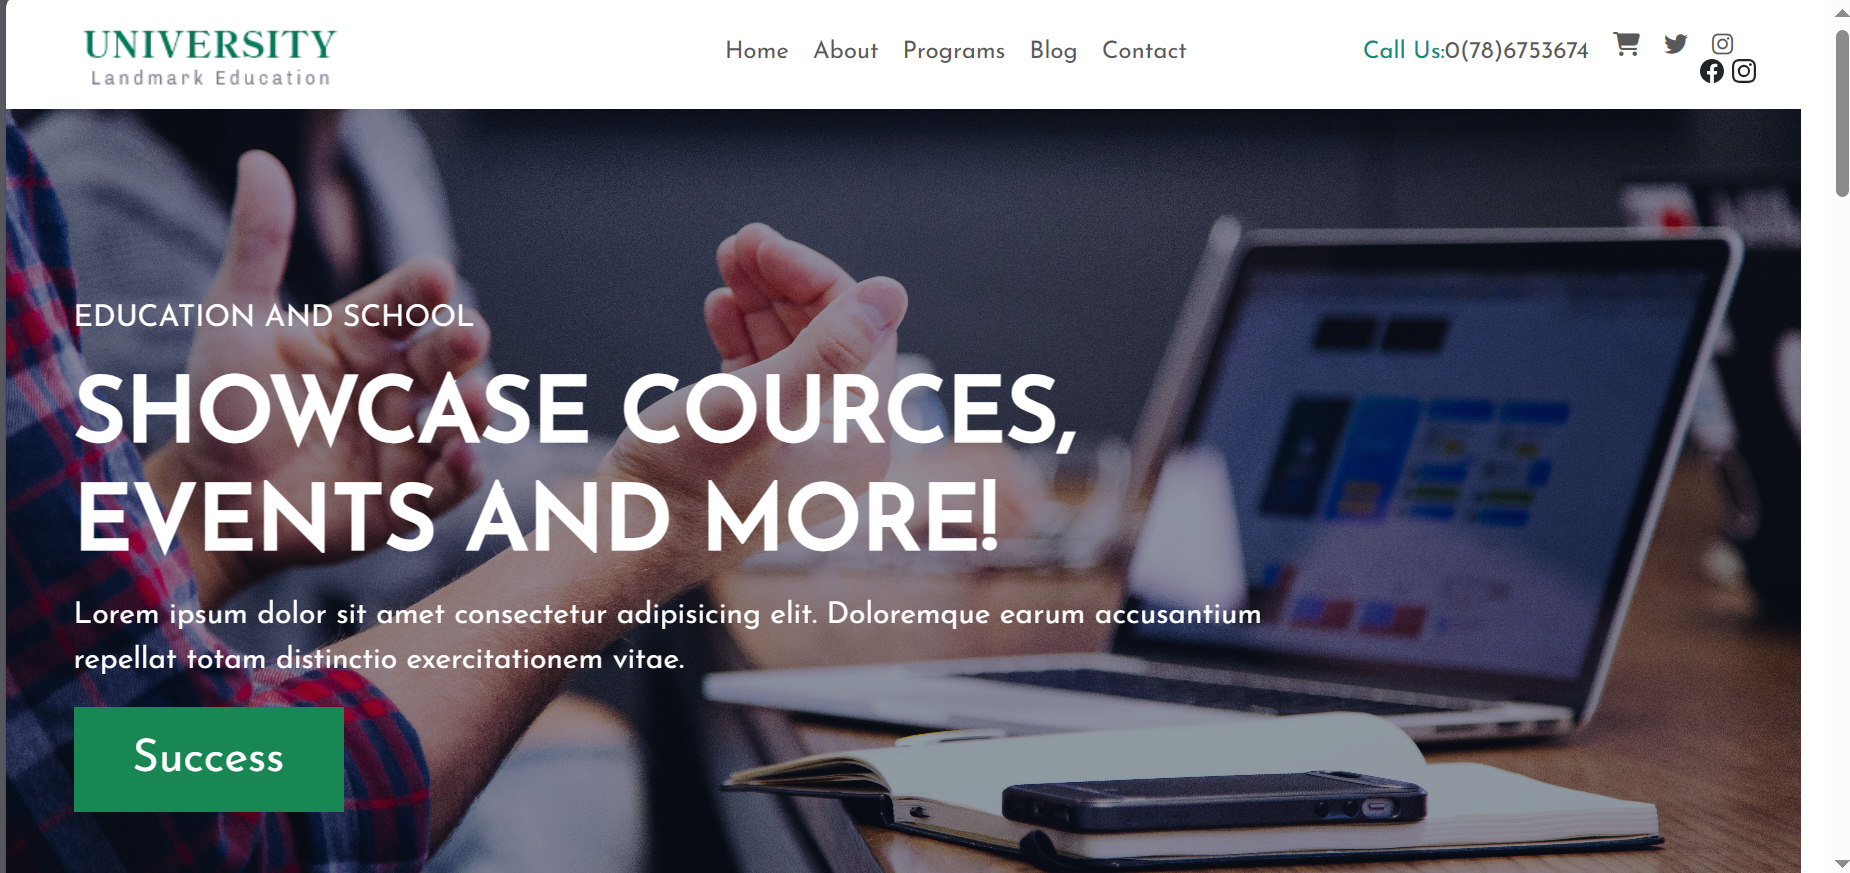 UNIVERSITY
Landmark Education
Home About Programs Blog Contact
Call Us:0(78)6753674
EDUCATION AND SCHOOL
SHOWCASE COURCES,
EVENTS AND MORE!
Lorem ipsum dolor sit amet consectetur adipisicing elit. Doloremque earum accusantium
repellat totam distinctio exercitationem vitae.
Success